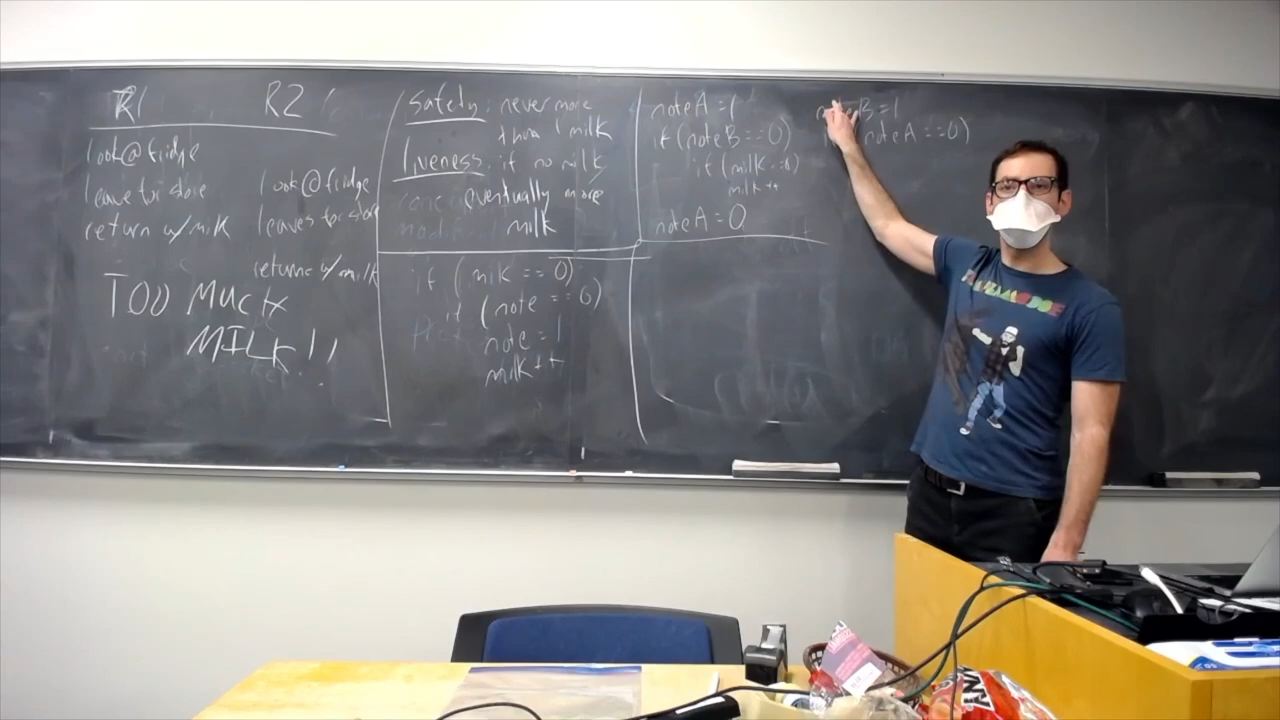 R1
R2
look@fridge
leave for store
return w/milk
look@fridge
leaves for store
returns w/milk
TOO MUCH
MILK!!
Safety: never more
than 1 milk
Liveness: if no milk
eventually more
milk
if (milk == 0)
if (note == 0)
note = 1
milk++
noteA = 1
if (noteB == 0)
if (milk == 0)
milk++
noteA = 0
noteB = 1
noteA == 0)